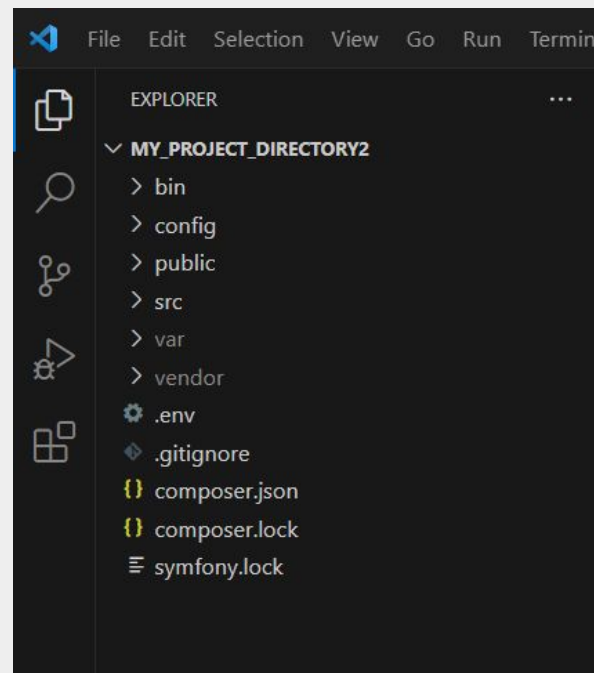 File Edit Selection View Go Run Termin
EXPLORER
MY_PROJECT_DIRECTORY2
bin
config
public
src
var
vendor
.env
.gitignore
composer.json
composer.lock
symfony.lock